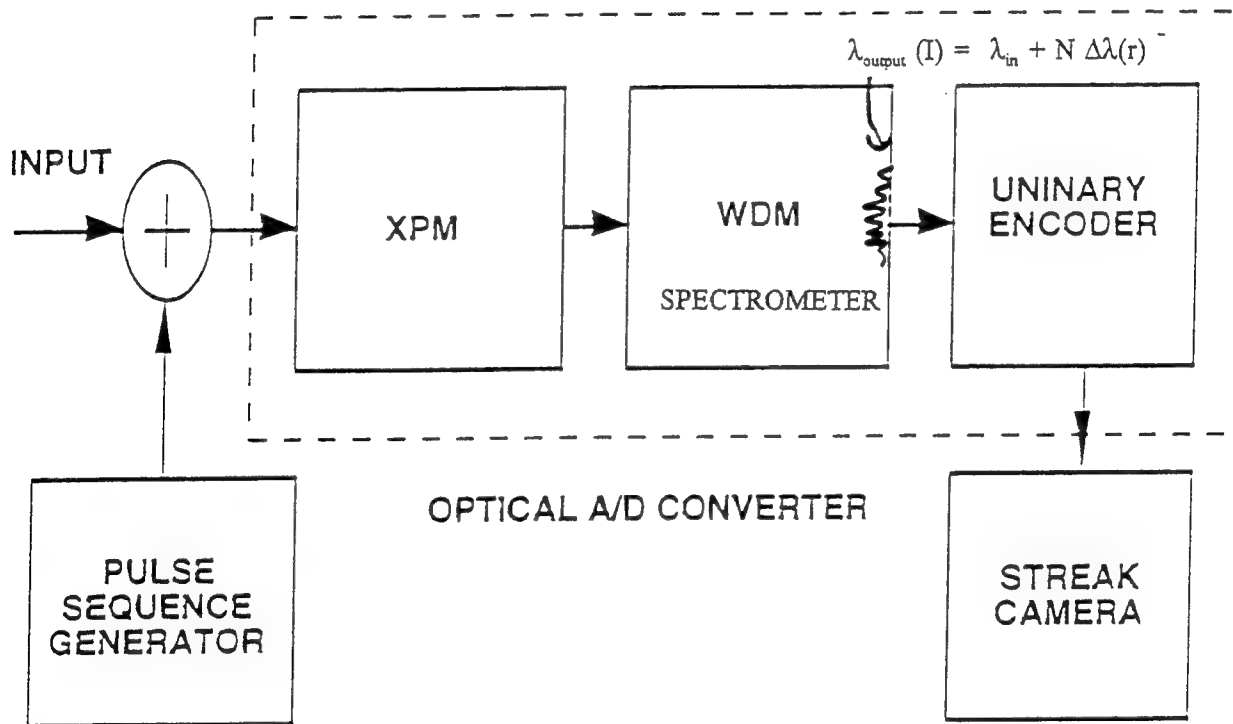 λoutput (I) = λin + N Δλ(r)
INPUT
XPM
WDM
SPECTROMETER
UNINARY
ENCODER
OPTICAL A/D CONVERTER
PULSE
SEQUENCE
GENERATOR
STREAK
CAMERA